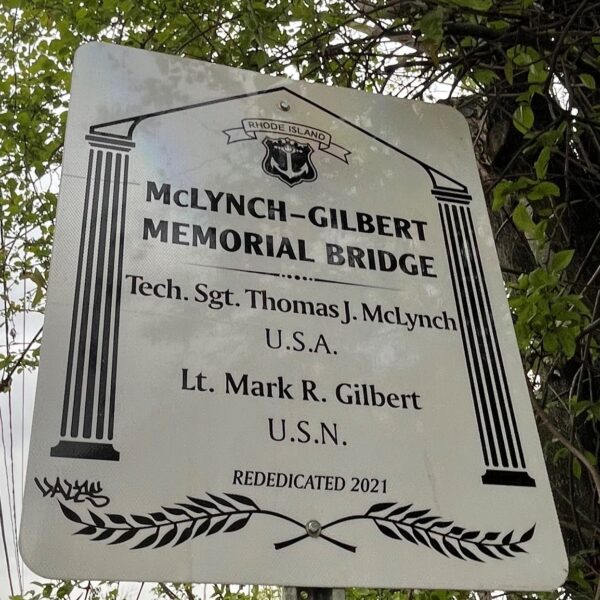 RHODE ISLAND
McLYNCH-GILBERT
MEMORIAL BRIDGE
Tech. Sgt. Thomas J. McLynch
U.S.A.
Lt. Mark R. Gilbert
U.S.N.
REDEDICATED 2021